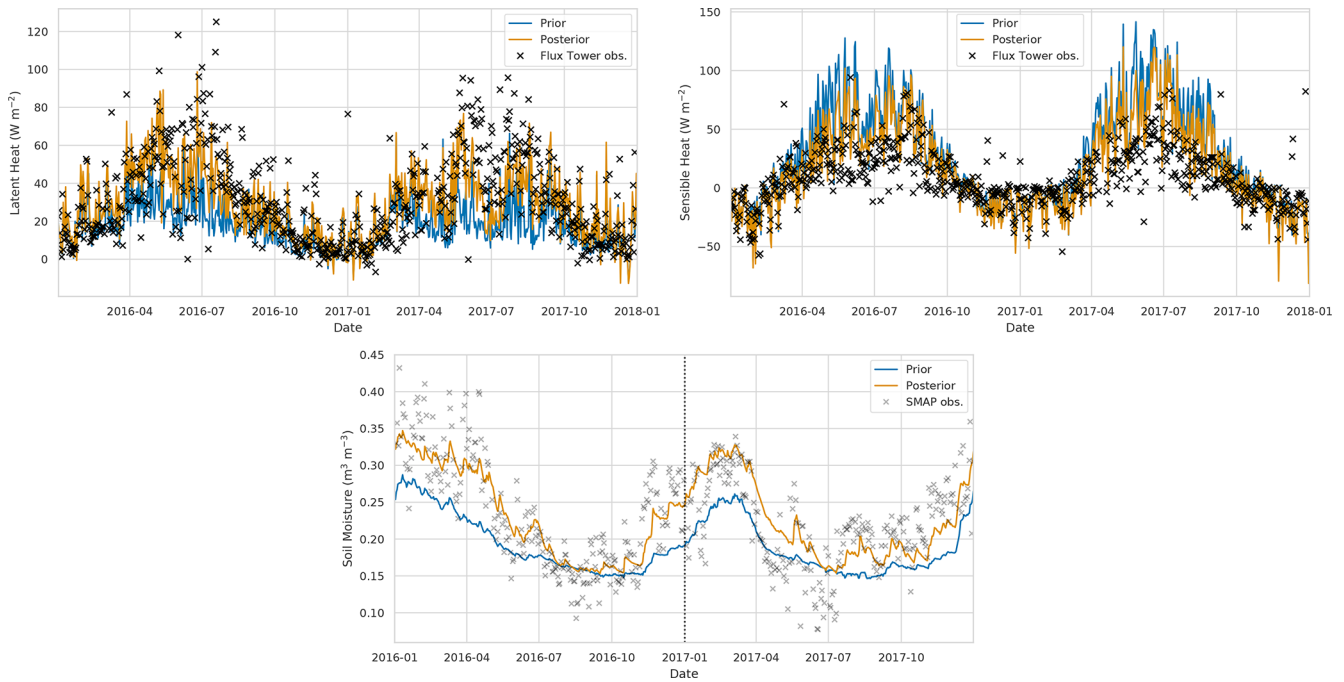 Latent Heat (W m⁻²)
120
100
80
60
40
20
0
Prior
Posterior
Flux Tower obs.
2016-04 2016-07 2016-10 2017-01 2017-04 2017-07 2017-10 2018-01
Date
Sensible Heat (W m⁻²)
150
100
50
0
−50
Prior
Posterior
Flux Tower obs.
2016-04 2016-07 2016-10 2017-01 2017-04 2017-07 2017-10 2018-01
Date
Soil Moisture (m³ m⁻³)
0.45
0.40
0.35
0.30
0.25
0.20
0.15
0.10
Prior
Posterior
SMAP obs.
2016-01 2016-04 2016-07 2016-10 2017-01 2017-04 2017-07 2017-10
Date